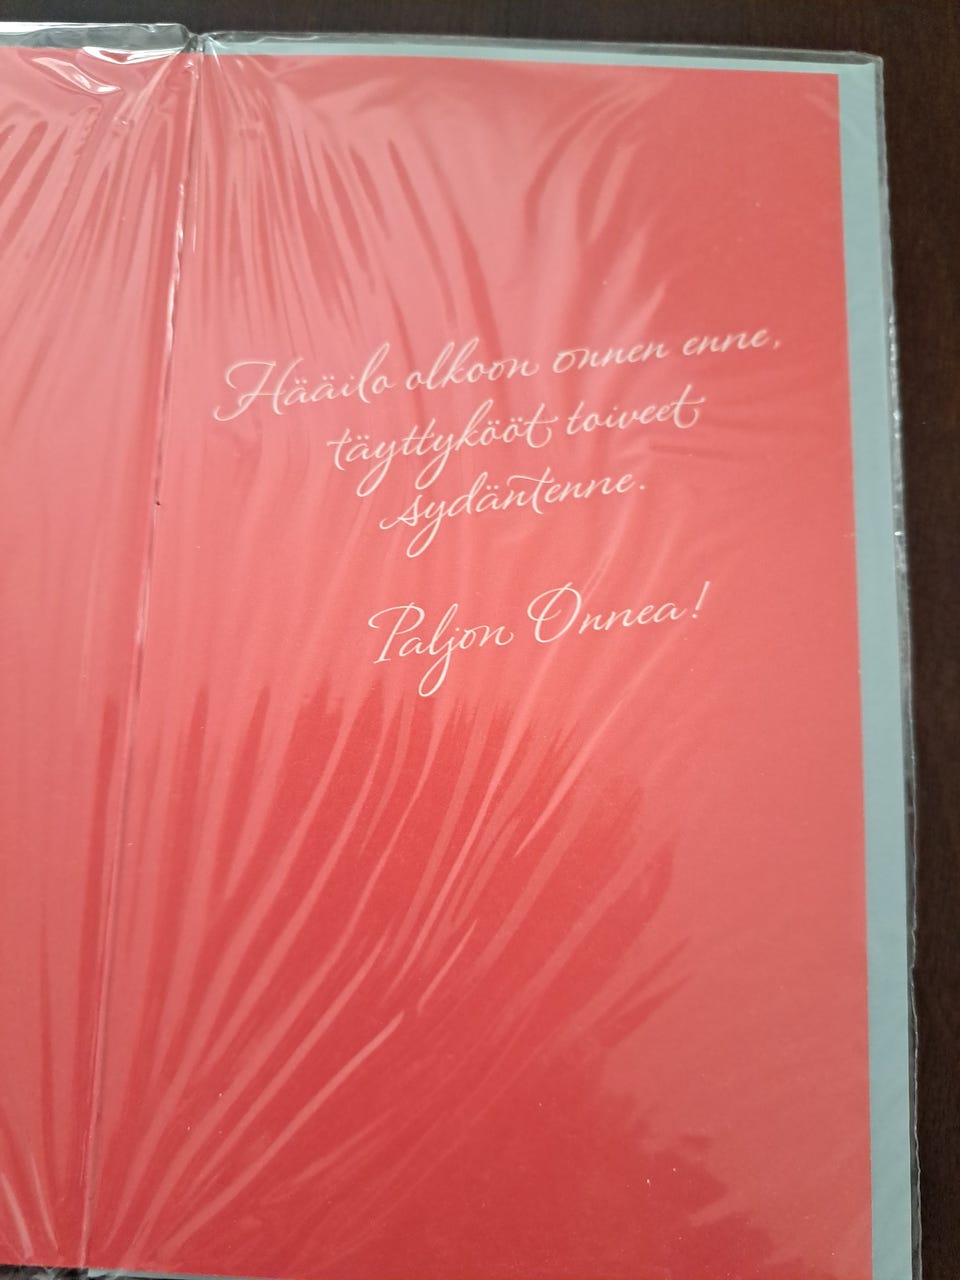 Hääilo olkoon onnen enne,
täyttykööt toiveet
sydäntenne.
Paljon Onnea!